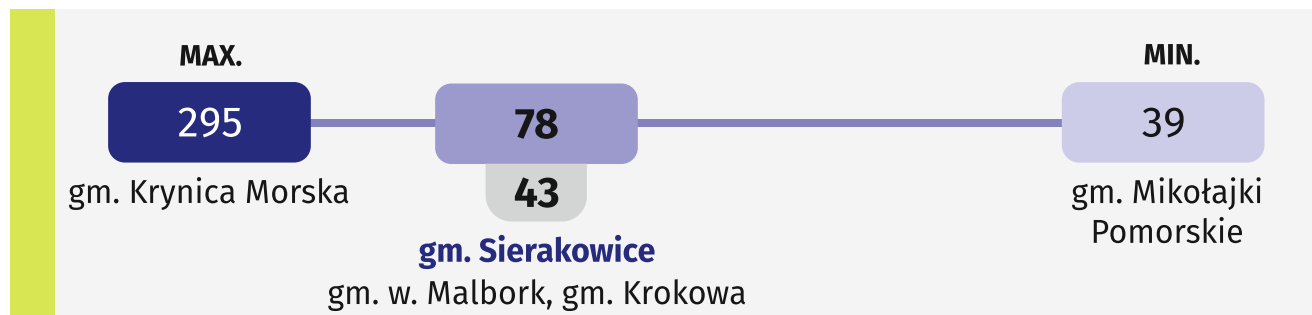 MAX.
MIN.
295
78
39
43
gm. Krynica Morska
gm. Mikołajki
Pomorskie
gm. Sierakowice
gm. w. Malbork, gm. Krokowa